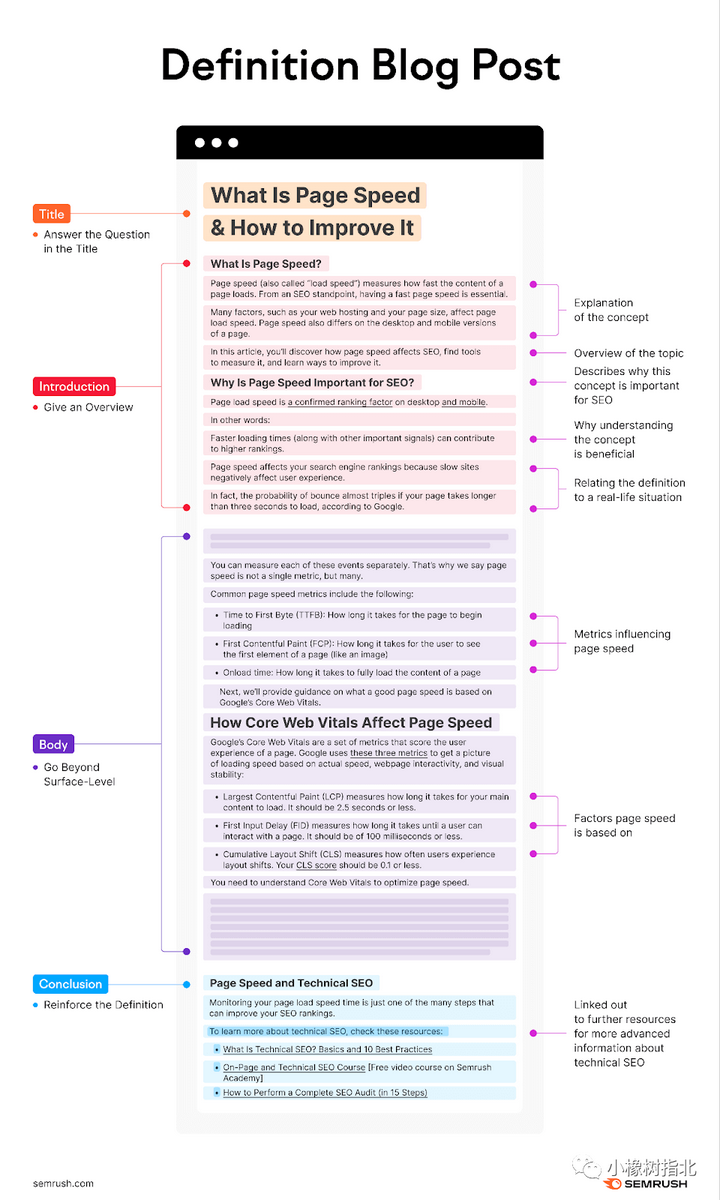 Definition Blog Post
What Is Page Speed
& How to Improve It
Title
Answer the Question
in the Title
What Is Page Speed?
Page speed (also called “load speed”) measures how fast the content of a
page loads. From an SEO standpoint, having a fast page speed is essential.
Many factors, such as your web hosting and your page size, affect page
load speed. Page speed also differs on the desktop and mobile versions
of a page.
Explanation
of the concept
In this article, you’ll discover how page speed affects SEO, find tools
to measure it, and learn ways to improve it.
Overview of the topic
Introduction
Give an Overview
Why Is Page Speed Important for SEO?
Describes why this
concept is important
for SEO
Page load speed is a confirmed ranking factor on desktop and mobile.
In other words:
Faster loading times (along with other important signals) can contribute
to higher rankings.
Why understanding
the concept
is beneficial
Page speed affects your search engine rankings because slow sites
negatively affect user experience.
In fact, the probability of bounce almost triples if your page takes longer
than three seconds to load, according to Google.
Relating the definition
to a real-life situation
You can measure each of these events separately. That’s why we say page
speed is not a single metric, but many.
Common page speed metrics include the following:
• Time to First Byte (TTFB): How long it takes for the page to begin
loading
• First Contentful Paint (FCP): How long it takes for the user to see
the first element of a page (like an image)
• Onload time: How long it takes to fully load the content of a page
Metrics influencing
page speed
Next, we’ll provide guidance on what a good page speed is based on
Google’s Core Web Vitals.
Body
Go Beyond
Surface-Level
How Core Web Vitals Affect Page Speed
Google’s Core Web Vitals are a set of metrics that score the user
experience of a page. Google uses these three metrics to get a picture
of loading speed based on actual speed, webpage interactivity, and visual
stability:
• Largest Contentful Paint (LCP) measures how long it takes for your main
content to load. It should be 2.5 seconds or less.
• First Input Delay (FID) measures how long it takes until a user can
interact with a page. It should be of 100 milliseconds or less.
• Cumulative Layout Shift (CLS) measures how often users experience
layout shifts. Your CLS score should be 0.1 or less.
Factors page speed
is based on
You need to understand Core Web Vitals to optimize page speed.
Conclusion
Reinforce the Definition
Page Speed and Technical SEO
Monitoring your page load speed time is just one of the many steps that
can improve your SEO rankings.
To learn more about technical SEO, check these resources:
• What Is Technical SEO? Basics and 10 Best Practices
• On-Page and Technical SEO Course [Free video course on Semrush
Academy]
• How to Perform a Complete SEO Audit (in 15 Steps)
Linked out
to further resources
for more advanced
information about
technical SEO
小橡树指北
semrush.com
SEMRUSH